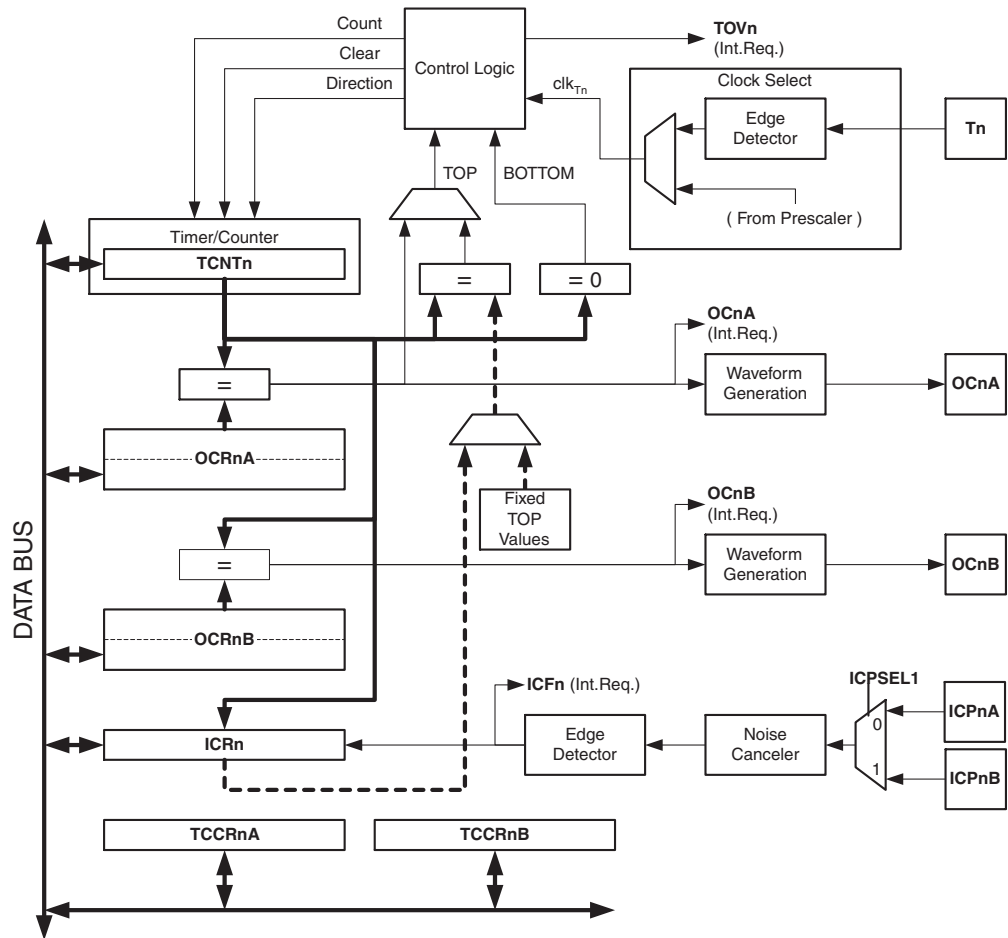 Count
Clear
Direction
Control Logic
TOVn
(Int.Req.)
clkTn
Clock Select
Edge
Detector
Tn
( From Prescaler )
TOP
BOTTOM
Timer/Counter
TCNTn
=
= 0
OCnA
(Int.Req.)
=
Waveform
Generation
OCnA
OCRnA
Fixed
TOP
Values
OCnB
(Int.Req.)
=
Waveform
Generation
OCnB
OCRnB
DATA BUS
ICFn (Int.Req.)
ICPSEL1
ICRn
Edge
Detector
Noise
Canceler
0
1
ICPnA
ICPnB
TCCRnA
TCCRnB